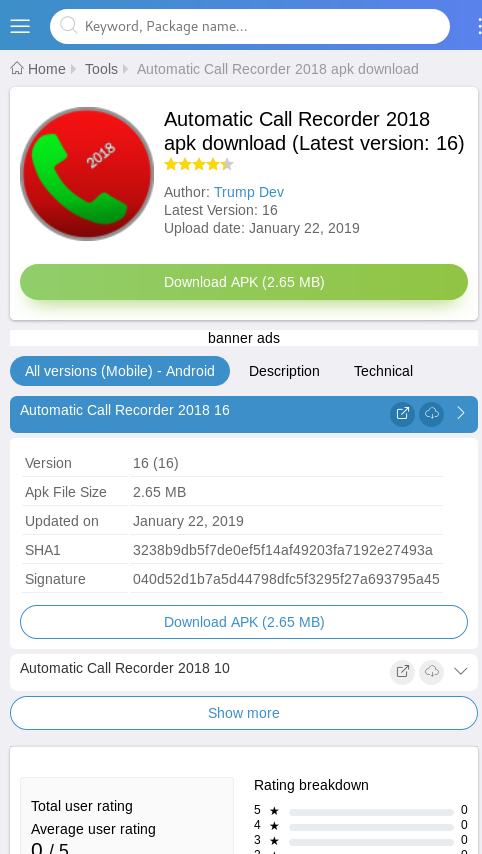 Keyword, Package name...
Home Tools Automatic Call Recorder 2018 apk download
2018
Automatic Call Recorder 2018
apk download (Latest version: 16)
Author: Trump Dev
Latest Version: 16
Upload date: January 22, 2019
Download APK (2.65 MB)
banner ads
All versions (Mobile) - Android Description Technical
Automatic Call Recorder 2018 16
Version 16 (16)
Apk File Size 2.65 MB
Updated on January 22, 2019
SHA1 3238b9db5f7de0ef5f14af49203fa7192e27493a
Signature 040d52d1b7a5d44798dfc5f3295f27a693795a45
Download APK (2.65 MB)
Automatic Call Recorder 2018 10
Show more
Rating breakdown
Total user rating
Average user rating
0 / 5
5 ★ 0
4 ★ 0
3 ★ 0